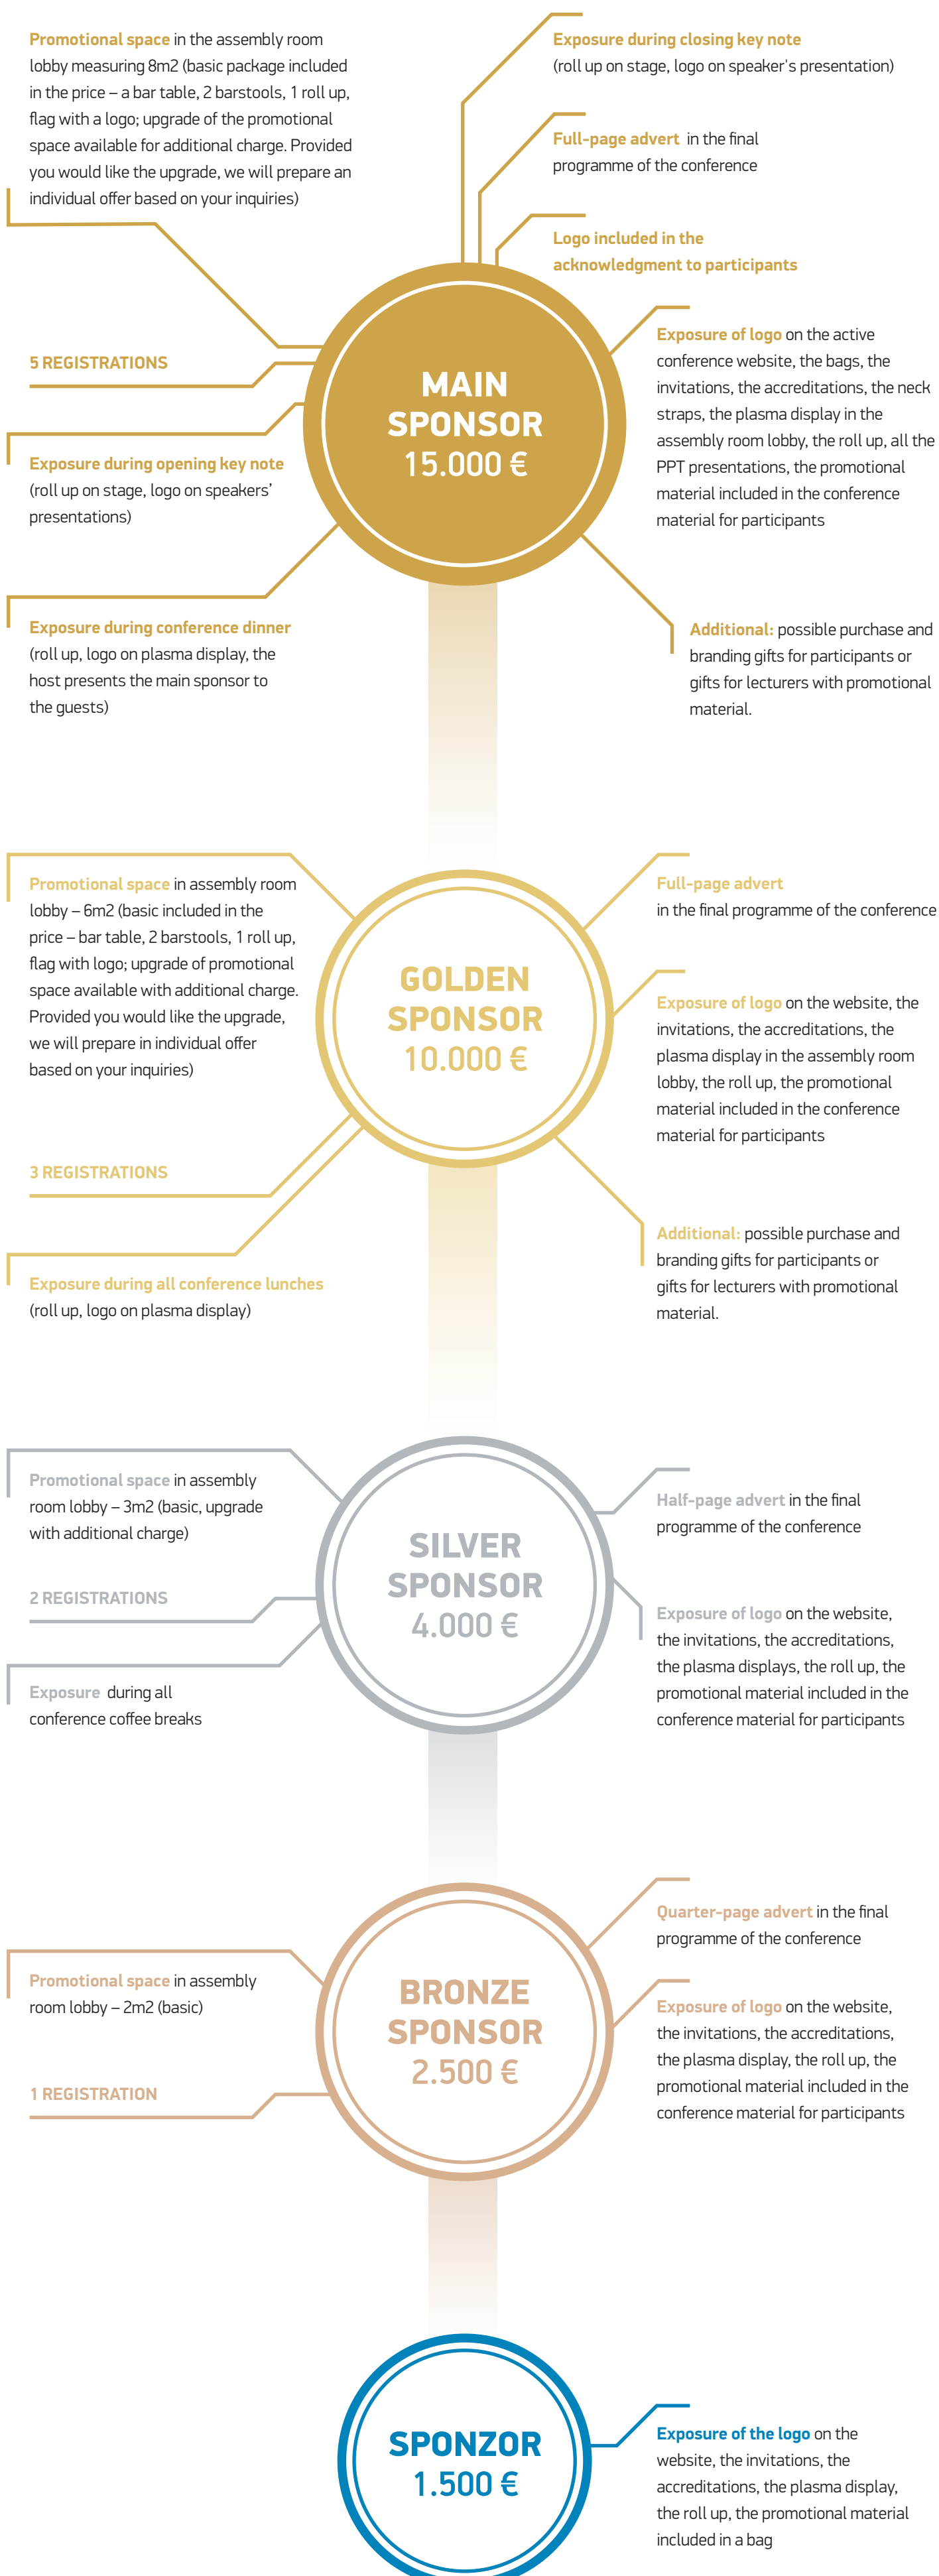 Promotional space in the assembly room
lobby measuring 8m2 (basic package included
in the price – a bar table, 2 barstools, 1 roll up,
flag with a logo; upgrade of the promotional
space available for additional charge. Provided
you would like the upgrade, we will prepare an
individual offer based on your inquiries)
5 REGISTRATIONS
Exposure during opening key note
(roll up on stage, logo on speakers’
presentations)
Exposure during conference dinner
(roll up, logo on plasma display, the
host presents the main sponsor to
the guests)
MAIN
SPONSOR
15.000 €
Exposure during closing key note
(roll up on stage, logo on speaker's presentation)
Full-page advert in the final
programme of the conference
Logo included in the
acknowledgment to participants
Exposure of logo on the active
conference website, the bags, the
invitations, the accreditations, the neck
straps, the plasma display in the
assembly room lobby, the roll up, all the
PPT presentations, the promotional
material included in the conference
material for participants
Additional: possible purchase and
branding gifts for participants or
gifts for lecturers with promotional
material.
Promotional space in assembly room
lobby – 6m2 (basic included in the
price – bar table, 2 barstools, 1 roll up,
flag with logo; upgrade of promotional
space available with additional charge.
Provided you would like the upgrade,
we will prepare in individual offer
based on your inquiries)
3 REGISTRATIONS
Exposure during all conference lunches
(roll up, logo on plasma display)
GOLDEN
SPONSOR
10.000 €
Full-page advert
in the final programme of the conference
Exposure of logo on the website, the
invitations, the accreditations, the
plasma display in the assembly room
lobby, the roll up, the promotional
material included in the conference
material for participants
Additional: possible purchase and
branding gifts for participants or
gifts for lecturers with promotional
material.
Promotional space in assembly
room lobby – 3m2 (basic, upgrade
with additional charge)
2 REGISTRATIONS
Exposure during all
conference coffee breaks
SILVER
SPONSOR
4.000 €
Half-page advert in the final
programme of the conference
Exposure of logo on the website,
the invitations, the accreditations,
the plasma displays, the roll up, the
promotional material included in the
conference material for participants
Promotional space in assembly
room lobby – 2m2 (basic)
1 REGISTRATION
BRONZE
SPONSOR
2.500 €
Quarter-page advert in the final
programme of the conference
Exposure of logo on the website,
the invitations, the accreditations,
the plasma display, the roll up, the
promotional material included in the
conference material for participants
SPONZOR
1.500 €
Exposure of the logo on the
website, the invitations, the
accreditations, the plasma display,
the roll up, the promotional material
included in a bag